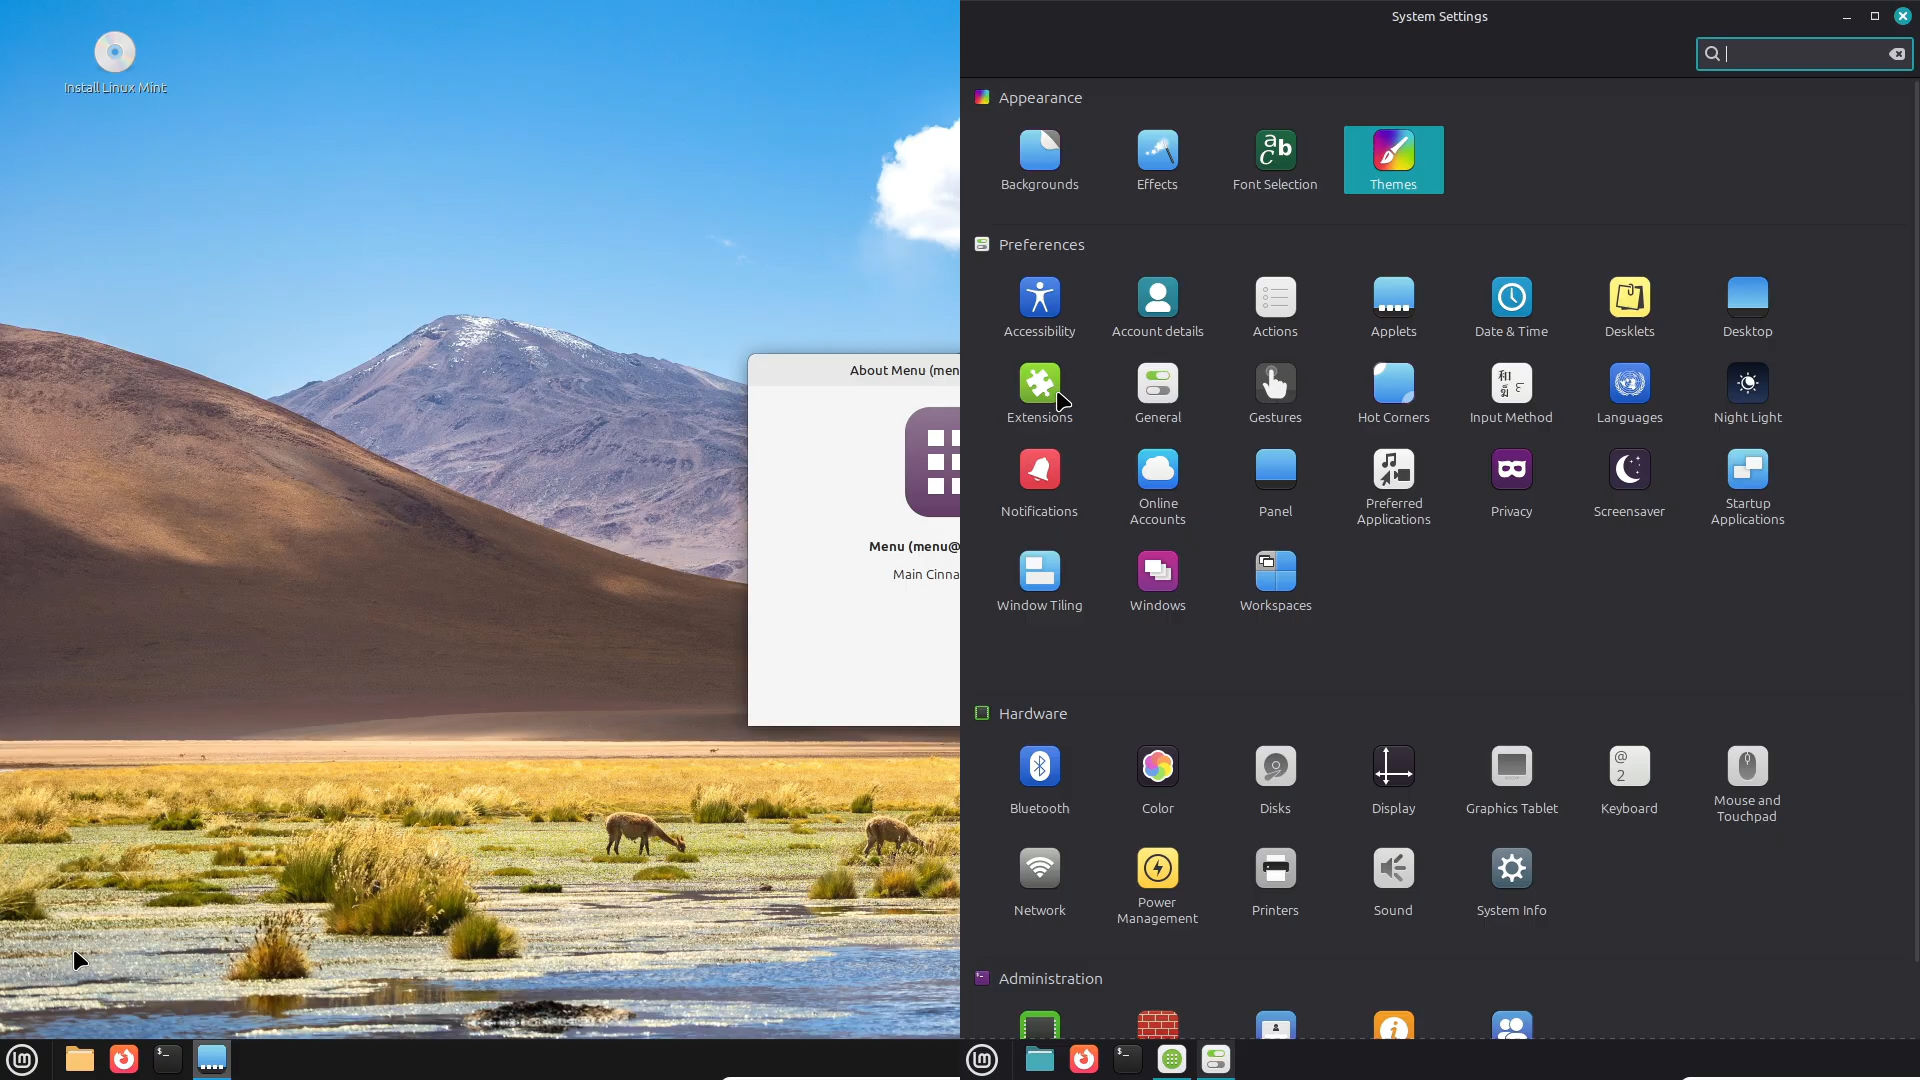 Install Linux Mint
About Menu (men
Menu (menu@
Main Cinna
System Settings
Appearance
Backgrounds
Effects
Font Selection
Themes
Preferences
Accessibility
Account details
Actions
Applets
Date & Time
Desklets
Desktop
Extensions
General
Gestures
Hot Corners
Input Method
Languages
Night Light
Notifications
Online
Accounts
Panel
Preferred
Applications
Privacy
Screensaver
Startup
Applications
Window Tiling
Windows
Workspaces
Hardware
Bluetooth
Color
Disks
Display
Graphics Tablet
Keyboard
Mouse and
Touchpad
Network
Power
Management
Printers
Sound
System Info
Administration